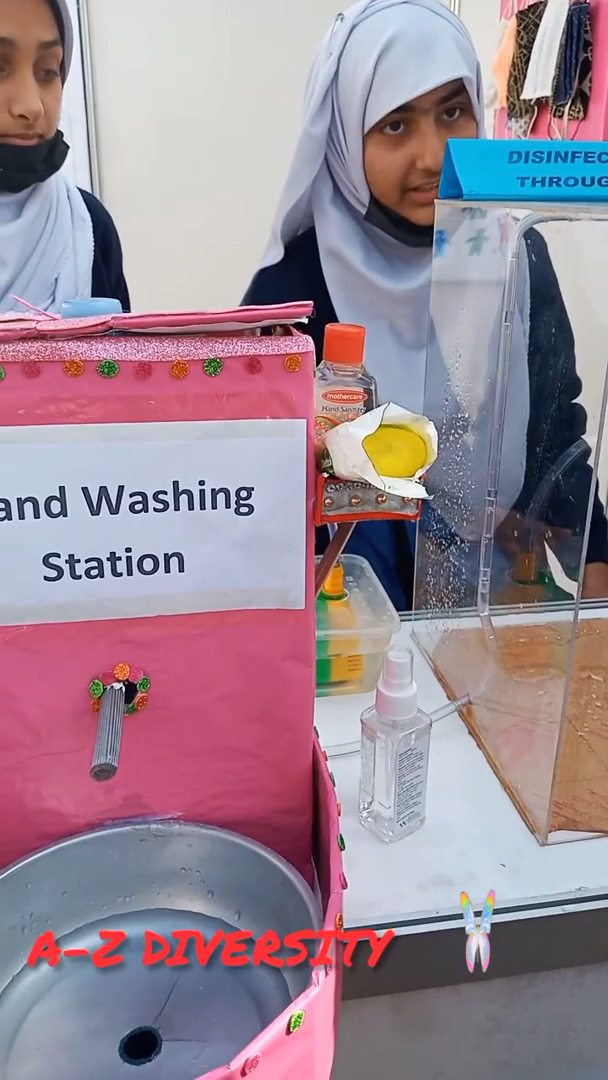 DISINFEC
THROUG
mothercare
Hand Sanitizer
and Washing
Station
A-Z DIVERSITY